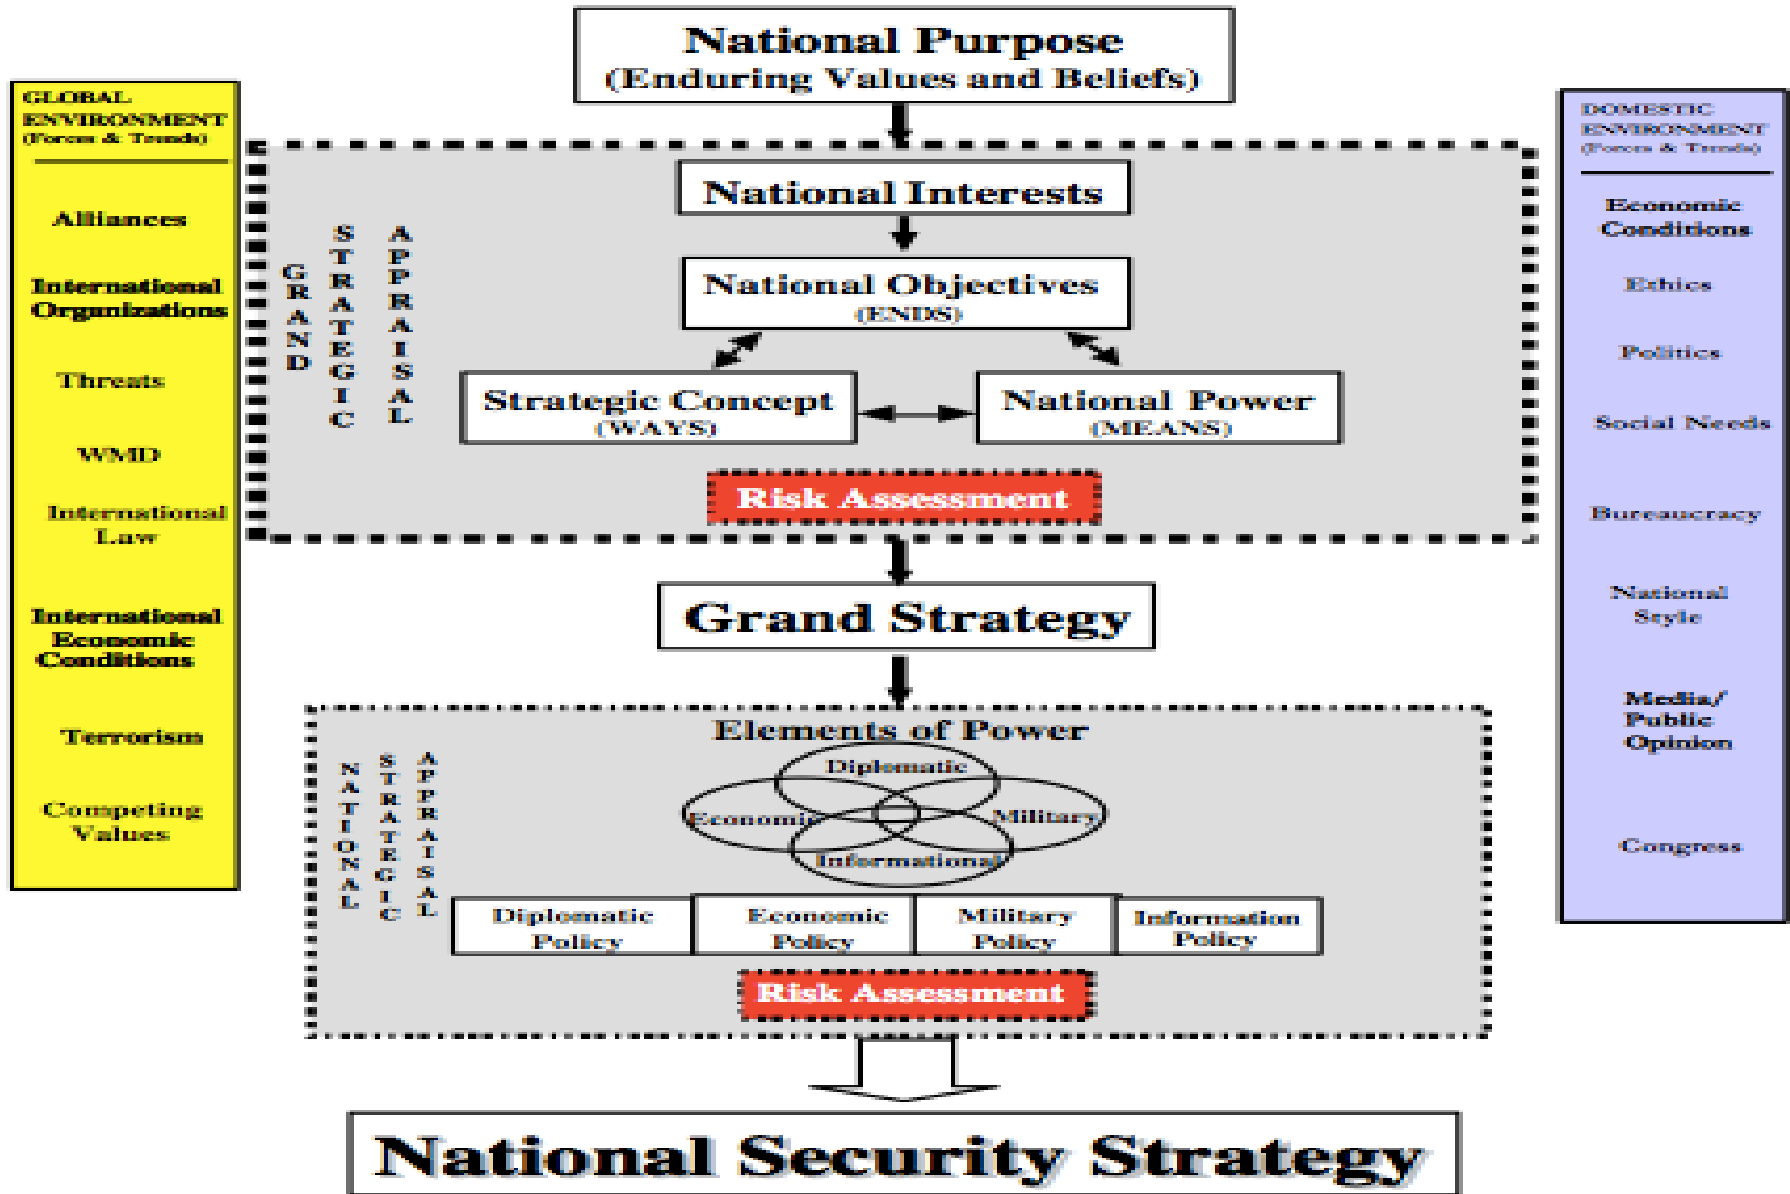 National Purpose
(Enduring Values and Beliefs)
GLOBAL
ENVIRONMENT
(Forces & Trends)
Alliances
International
Organizations
Threats
WMD
International
Law
International
Economic
Conditions
Terrorism
Competing
Values
GRAND
STRATEGIC
APPRAISAL
National Interests
National Objectives
(ENDS)
Strategic Concept
(WAYS)
National Power
(MEANS)
Risk Assessment
Grand Strategy
NATIONAL
STRATEGIC
APPRAISAL
Elements of Power
Diplomatic
Economic
Military
Informational
Diplomatic
Policy
Economic
Policy
Military
Policy
Information
Policy
Risk Assessment
National Security Strategy
DOMESTIC
ENVIRONMENT
(Forces & Trends)
Economic
Conditions
Ethics
Politics
Social Needs
Bureaucracy
National
Style
Media/
Public
Opinion
Congress